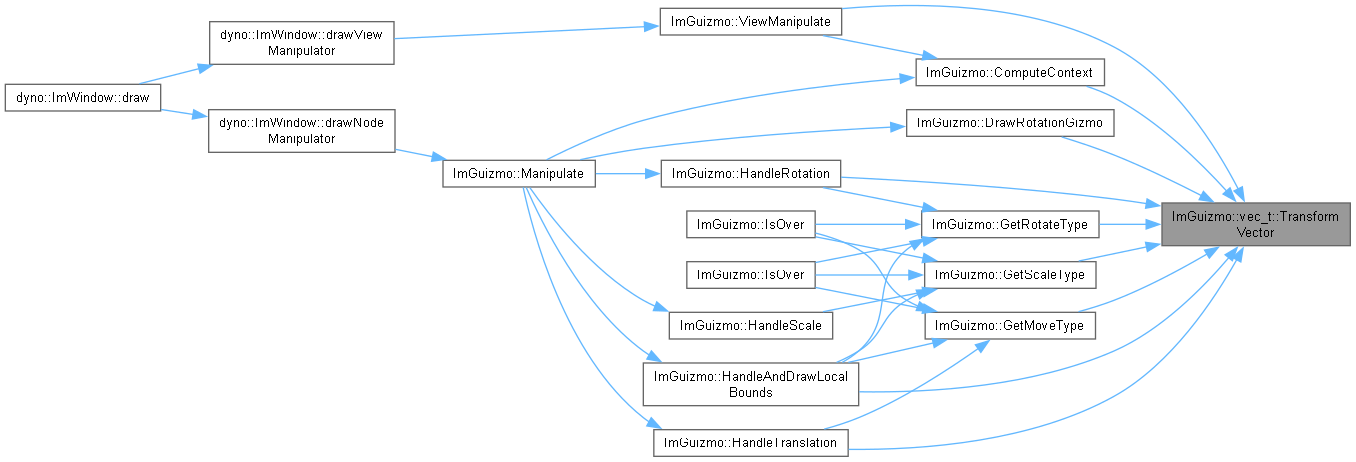 ImGuizmo::ViewManipulate
dyno::ImWindow::drawView
Manipulator
ImGuizmo::ComputeContext
dyno::ImWindow::draw
ImGuizmo::DrawRotationGizmo
dyno::ImWindow::drawNode
Manipulator
ImGuizmo::Manipulate
ImGuizmo::HandleRotation
ImGuizmo::vec_t::Transform
Vector
ImGuizmo::IsOver
ImGuizmo::GetRotateType
ImGuizmo::IsOver
ImGuizmo::GetScaleType
ImGuizmo::HandleScale
ImGuizmo::GetMoveType
ImGuizmo::HandleAndDrawLocal
Bounds
ImGuizmo::HandleTranslation